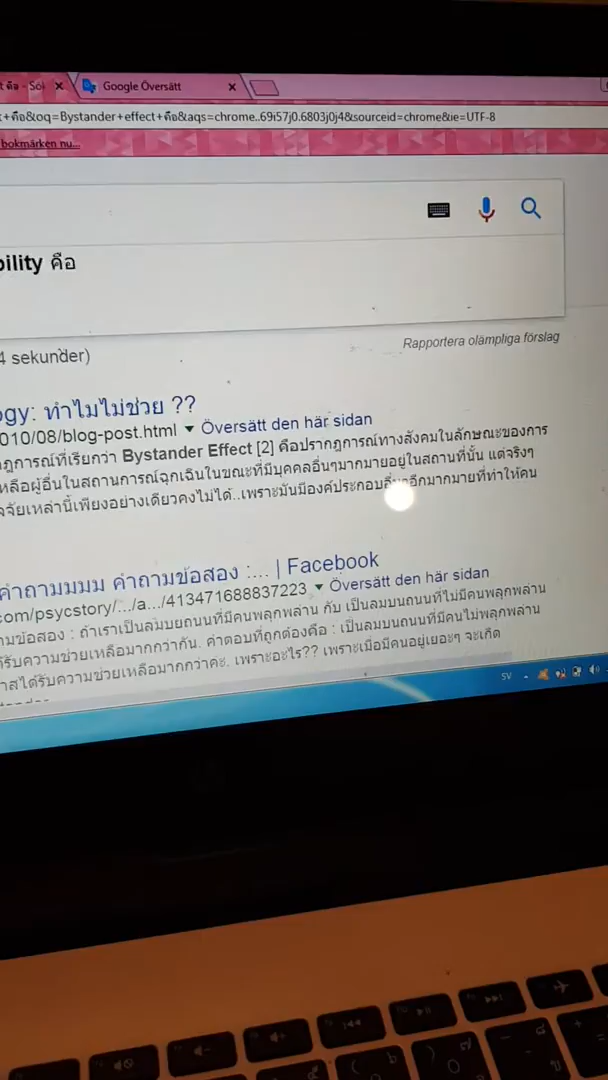 t คือ - Sö
Google Översätt
t+คือ&oq=Bystander+effect+คือ&aqs=chrome..69i57j0.6803j0j4&sourceid=chrome&ie=UTF-8
bokmärken nu...
bility คือ
Rapportera olämpliga förslag
4 sekunder)
ogy: ทำไมไม่ช่วย ??
010/08/blog-post.html ▼ Översätt den här sidan
กฏการณ์ที่เรียกว่า Bystander Effect [2] คือปรากฏการณ์ทางสังคมในลักษณะของการ
หลือผู้อื่นในสถานการณ์ฉุกเฉินในขณะที่มีบุคคลอื่นๆมากมายอยู่ในสถานที่นั้น แต่จริงๆ
จจัยเหล่านี้เพียงอย่างเดียวคงไม่ได้..เพราะมันมีองค์ประกอบอื่นๆอีกมากมายที่ทำให้คน
คำถามมมม คำถามข้อสอง :... | Facebook
com/psycstory/.../a.../413471688837223 ▼ Översätt den här sidan
ามข้อสอง : ถ้าเราเป็นลมบนถนนที่มีคนพลุกพล่าน กับ เป็นลมบนถนนที่ไม่มีคนพลุกพล่าน
ด้รับความช่วยเหลือมากกว่ากัน. คำตอบที่ถูกต้องคือ : เป็นลมบนถนนที่มีคนไม่พลุกพล่าน
าสได้รับความช่วยเหลือมากกว่าค่ะ. เพราะอะไร?? เพราะเมื่อมีคนอยู่เยอะๆ จะเกิด
SV